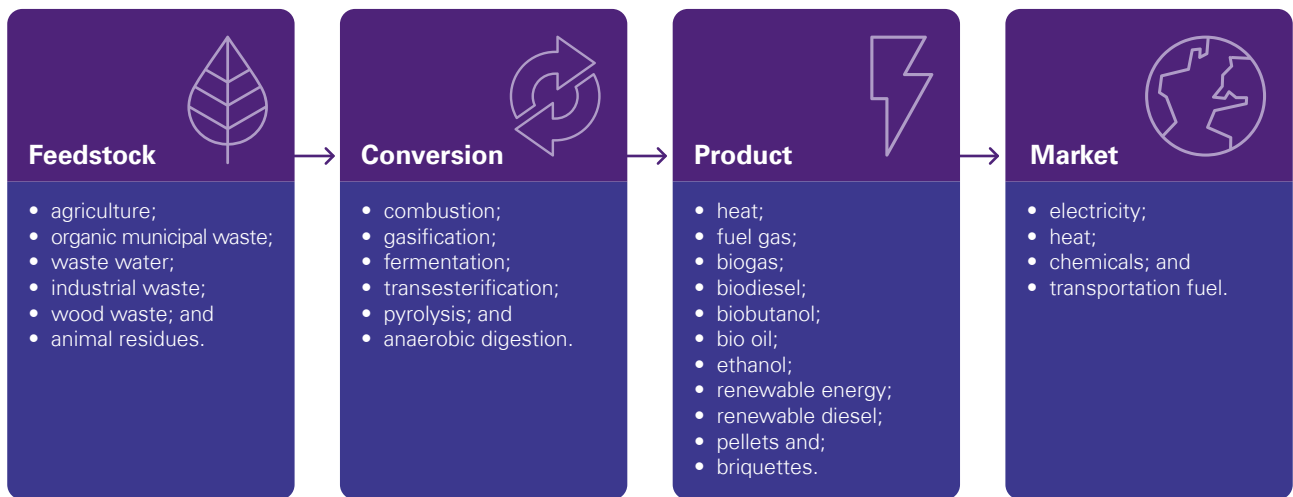 Feedstock
• agriculture;
• organic municipal waste;
• waste water;
• industrial waste;
• wood waste; and
• animal residues.
Conversion
• combustion;
• gasification;
• fermentation;
• transesterification;
• pyrolysis; and
• anaerobic digestion.
Product
• heat;
• fuel gas;
• biogas;
• biodiesel;
• biobutanol;
• bio oil;
• ethanol;
• renewable energy;
• renewable diesel;
• pellets and;
• briquettes.
Market
• electricity;
• heat;
• chemicals; and
• transportation fuel.